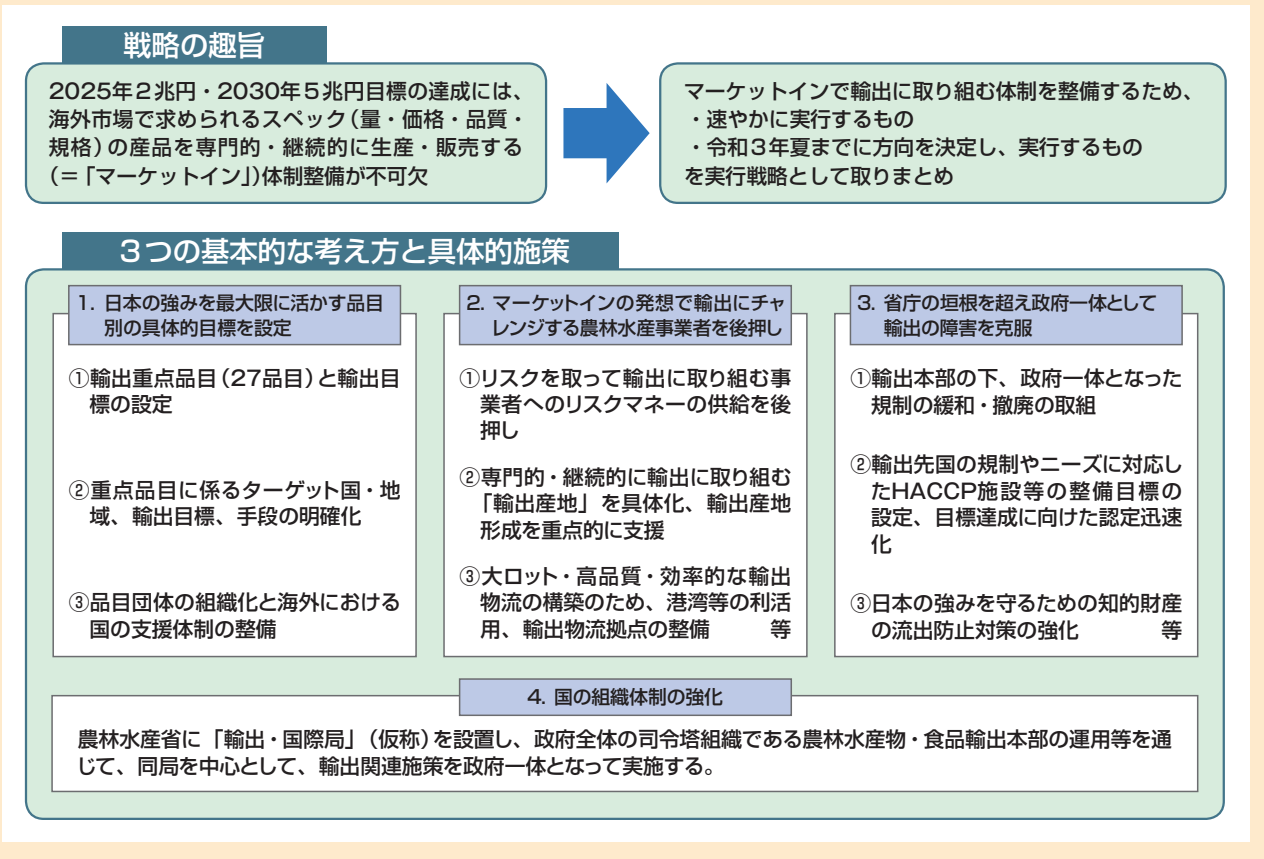 戦略の趣旨
2025年2兆円・2030年5兆円目標の達成には、
海外市場で求められるスペック(量・価格・品質・
規格)の産品を専門的・継続的に生産・販売する
(=「マーケットイン」)体制整備が不可欠
マーケットインで輸出に取り組む体制を整備するため、
・速やかに実行するもの
・令和3年夏までに方向を決定し、実行するもの
を実行戦略として取りまとめ
3つの基本的な考え方と具体的施策
1. 日本の強みを最大限に活かす品目
別の具体的目標を設定
①輸出重点品目(27品目)と輸出目
標の設定
②重点品目に係るターゲット国・地
域、輸出目標、手段の明確化
③品目団体の組織化と海外における
国の支援体制の整備
2. マーケットインの発想で輸出にチャ
レンジする農林水産事業者を後押し
①リスクを取って輸出に取り組む事
業者へのリスクマネーの供給を後
押し
②専門的・継続的に輸出に取り組む
「輸出産地」を具体化、輸出産地
形成を重点的に支援
③大ロット・高品質・効率的な輸出
物流の構築のため、港湾等の利活
用、輸出物流拠点の整備 等
3. 省庁の垣根を超え政府一体として
輸出の障害を克服
①輸出本部の下、政府一体となった
規制の緩和・撤廃の取組
②輸出先国の規制やニーズに対応し
たHACCP施設等の整備目標の
設定、目標達成に向けた認定迅速
化
③日本の強みを守るための知的財産
の流出防止対策の強化 等
4. 国の組織体制の強化
農林水産省に「輸出・国際局」(仮称)を設置し、政府全体の司令塔組織である農林水産物・食品輸出本部の運用等を通
じて、同局を中心として、輸出関連施策を政府一体となって実施する。